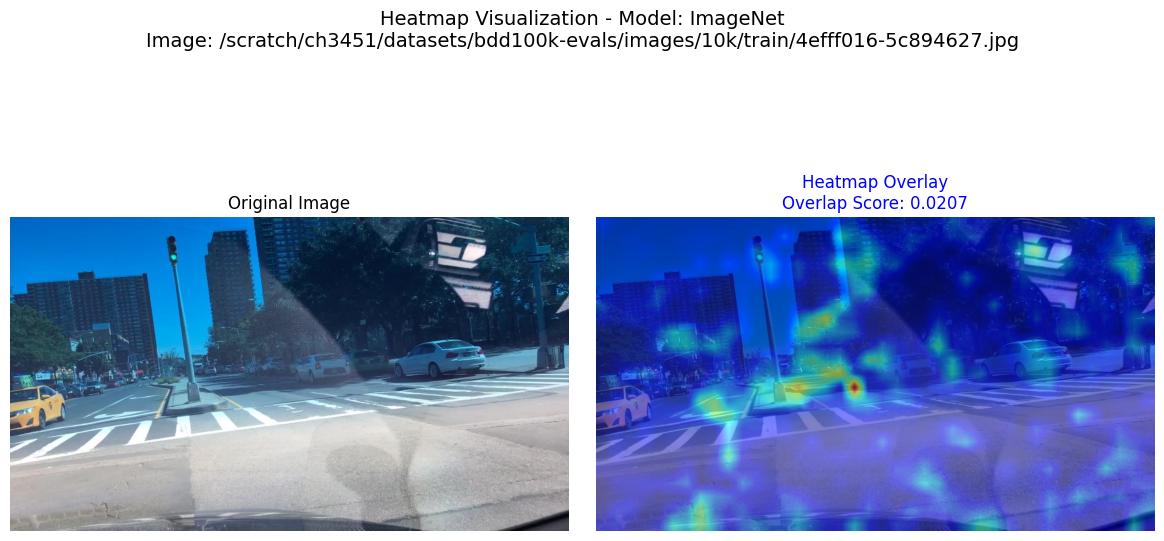 Heatmap Visualization - Model: ImageNet
Image: /scratch/ch3451/datasets/bdd100k-evals/images/10k/train/4efff016-5c894627.jpg
Original Image
Heatmap Overlay
Overlap Score: 0.0207